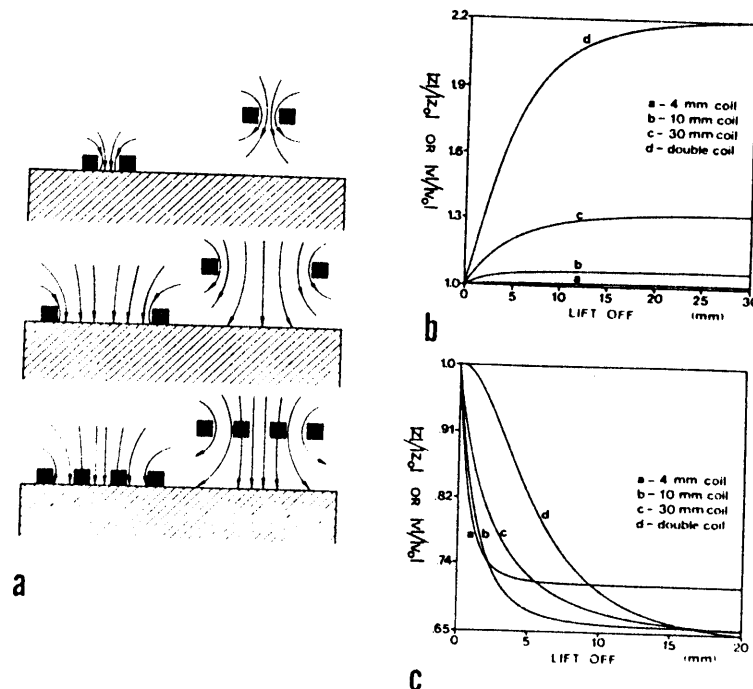 a
2.2
1.9
1.6
1.3
1.0
|Z|/|Z₀| OR |V|/|V₀|
d
c
b
a
a - 4 mm coil
b - 10 mm coil
c - 30 mm coil
d - double coil
0 5 10 15 20 25 30
LIFT OFF (mm)
b
1.0
.91
.82
.74
.65
|Z|/|Z₀| OR |V|/|V₀|
a b c d
a - 4 mm coil
b - 10 mm coil
c - 30 mm coil
d - double coil
0 5 10 15 20
LIFT OFF (mm)
c